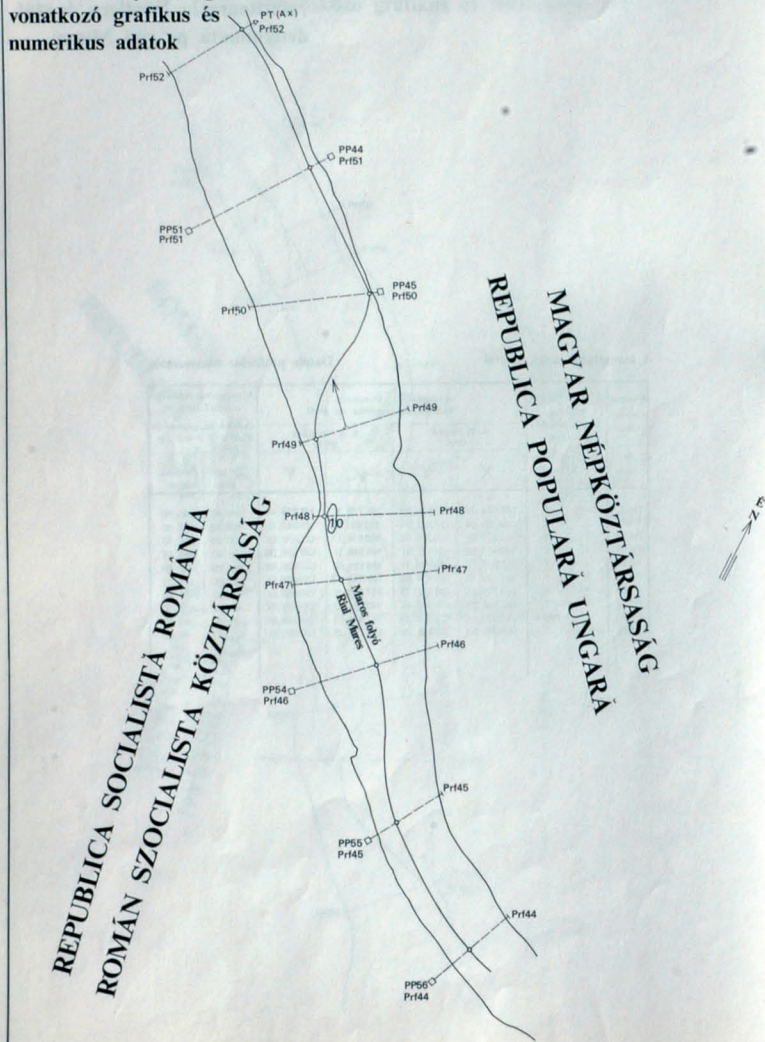 vonatkozó grafikus és
numerikus adatok
PT (Ax)
Prf52
Prf52
PP44
Prf51
PP51
Prf51
PP45
Prf50
Prf50
Prf49
Prf49
Prf48
10
Prf48
Pfr47
Pfr47
Maros folyó
Rîul Mures
Prf46
PP54
Prf46
Prf45
PP55
Prf45
Prf44
PP56
Prf44
MAGYAR NÉPKÖZTÁRSASÁG
REPUBLICA POPULARĂ UNGARĂ
REPUBLICA SOCIALISTĂ ROMÂNIA
ROMÁN SZOCIALISTA KÖZTÁRSASÁG